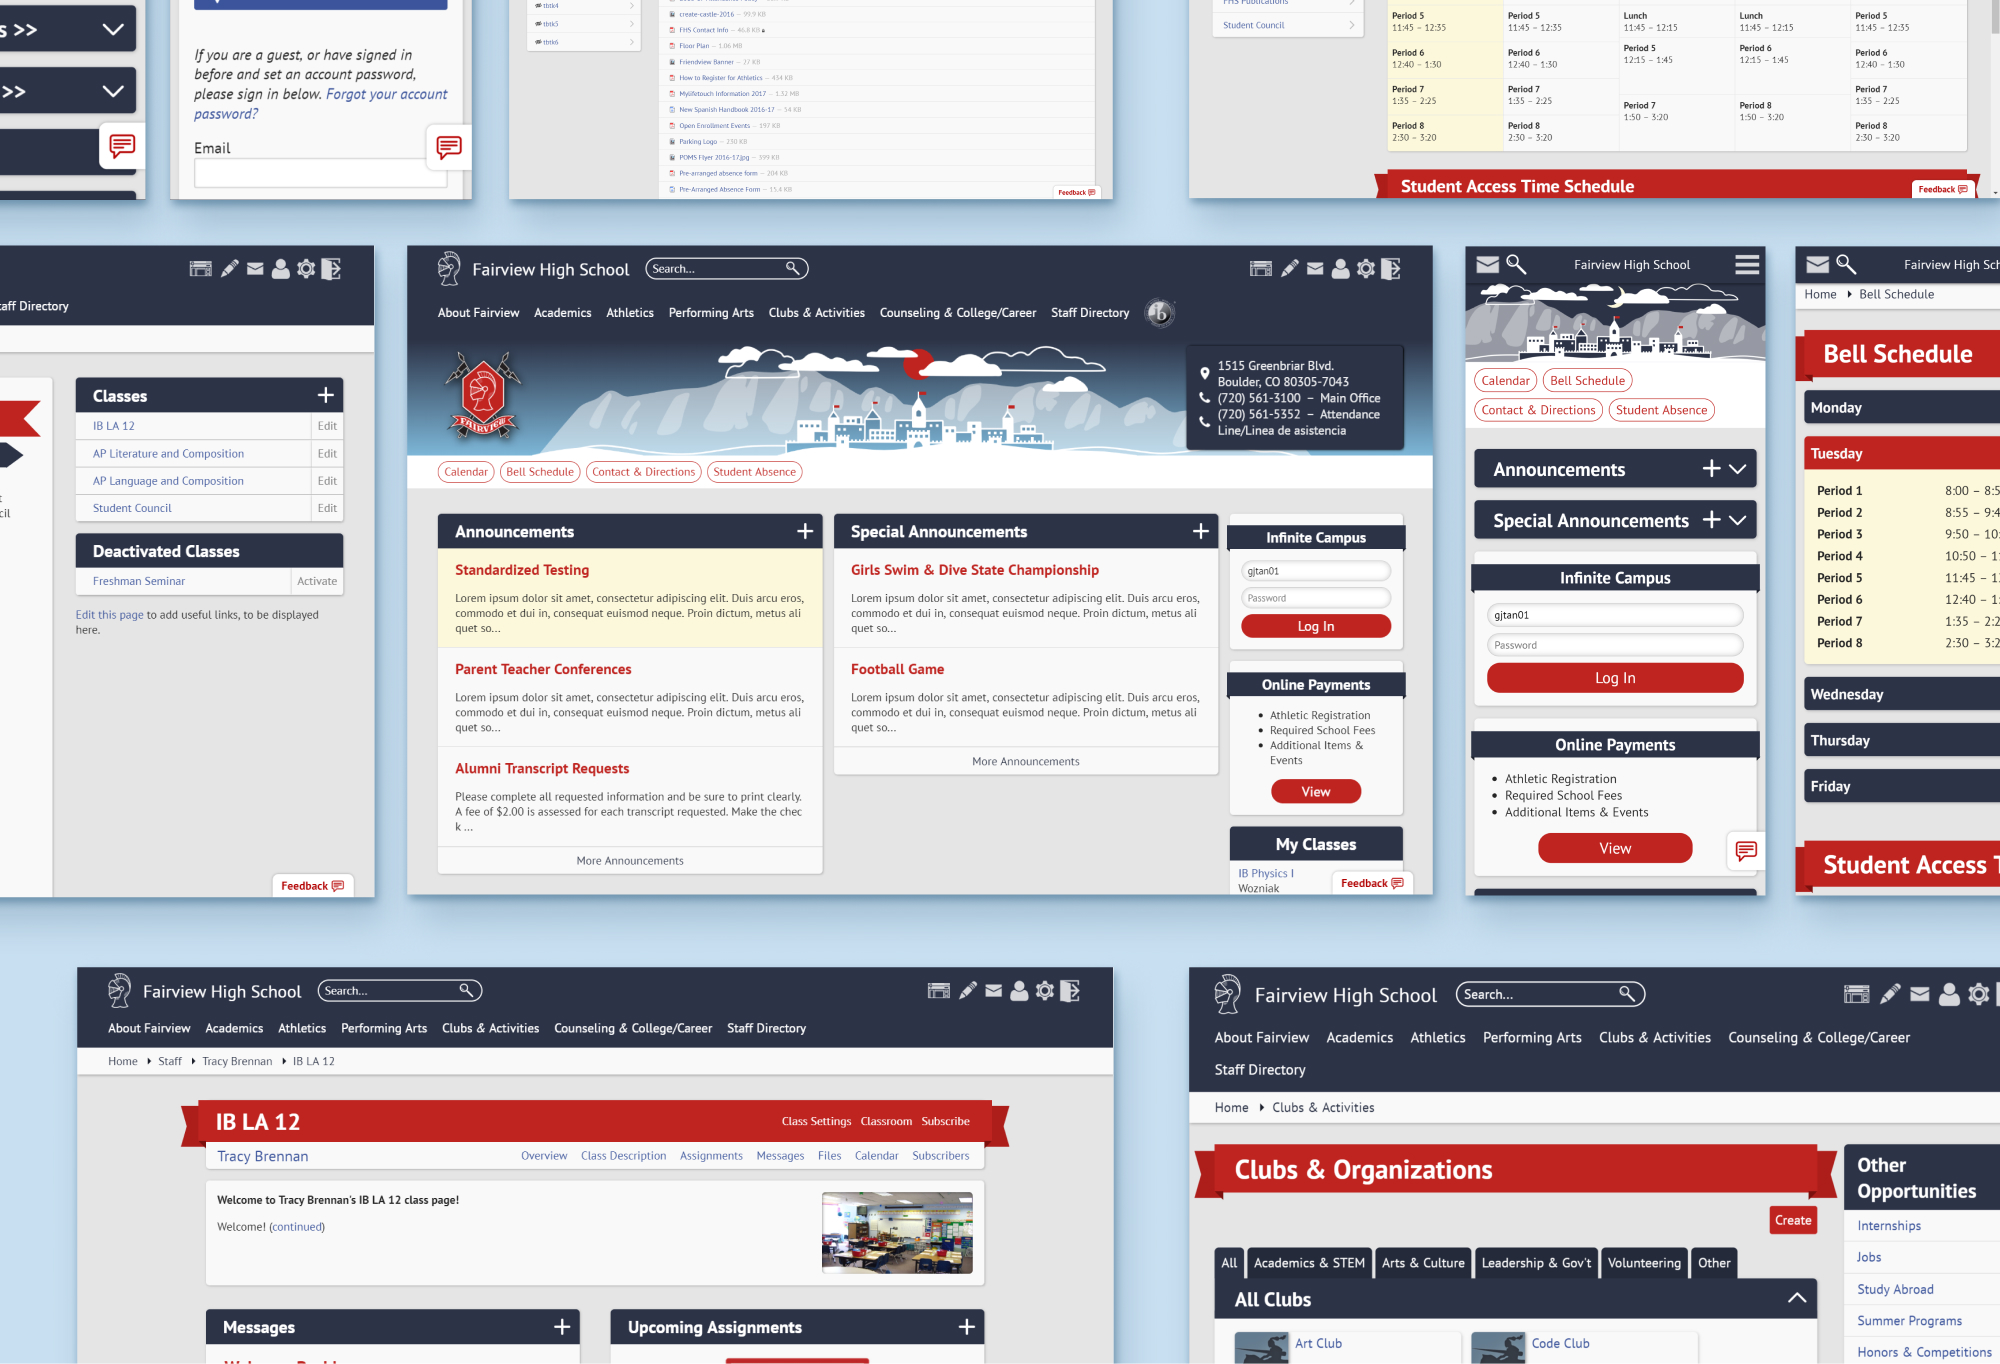 s >>
>>
If you are a guest, or have signed in
before and set an account password,
please sign in below. Forgot your account
password?
Email
tbtk4
tbtk5
tbtk6
create-castle-2016 — 99.9 KB
FHS Contact Info — 46.8 KB
Floor Plan — 1.06 MB
Friendview Banner — 27 KB
How to Register for Athletics — 434 KB
Mylifetouch Information 2017 — 1.52 MB
New Spanish Handbook 2016-17 — 54 KB
Open Enrollment Events — 197 KB
Parking Logo — 230 KB
POMS Flyer 2016-17.jpg — 399 KB
Pre-arranged absence form — 204 KB
Pre-Arranged Absence Form — 15.4 KB
Feedback
FHS Publications
Student Council
Period 5
11:45 – 12:35
Period 6
12:40 – 1:30
Period 7
1:35 – 2:25
Period 8
2:30 – 3:20
Period 5
11:45 – 12:35
Period 6
12:40 – 1:30
Period 7
1:35 – 2:25
Period 8
2:30 – 3:20
Lunch
11:45 – 12:15
Period 5
12:15 – 1:45
Period 7
1:50 – 3:20
Lunch
11:45 – 12:15
Period 6
12:15 – 1:45
Period 8
1:50 – 3:20
Period 5
11:45 – 12:35
Period 6
12:40 – 1:30
Period 7
1:35 – 2:25
Period 8
2:30 – 3:20
Student Access Time Schedule
Feedback
aff Directory
Classes
IB LA 12 Edit
AP Literature and Composition Edit
AP Language and Composition Edit
Student Council Edit
Deactivated Classes
Freshman Seminar Activate
Edit this page to add useful links, to be displayed
here.
t
cil
Feedback
Fairview High School Search...
About Fairview Academics Athletics Performing Arts Clubs & Activities Counseling & College/Career Staff Directory
FAIRVIEW
1515 Greenbriar Blvd.
Boulder, CO 80305-7043
(720) 561-3100 – Main Office
(720) 561-5352 – Attendance
Line/Linea de asistencia
Calendar Bell Schedule Contact & Directions Student Absence
Announcements
Standardized Testing
Lorem ipsum dolor sit amet, consectetur adipiscing elit. Duis arcu eros,
commodo et dui in, consequat euismod neque. Proin dictum, metus ali
quet so...
Parent Teacher Conferences
Lorem ipsum dolor sit amet, consectetur adipiscing elit. Duis arcu eros,
commodo et dui in, consequat euismod neque. Proin dictum, metus ali
quet so...
Alumni Transcript Requests
Please complete all requested information and be sure to print clearly.
A fee of $2.00 is assessed for each transcript requested. Make the chec
k ...
More Announcements
Special Announcements
Girls Swim & Dive State Championship
Lorem ipsum dolor sit amet, consectetur adipiscing elit. Duis arcu eros,
commodo et dui in, consequat euismod neque. Proin dictum, metus ali
quet so...
Football Game
Lorem ipsum dolor sit amet, consectetur adipiscing elit. Duis arcu eros,
commodo et dui in, consequat euismod neque. Proin dictum, metus ali
quet so...
More Announcements
Infinite Campus
gjtan01
Password
Log In
Online Payments
• Athletic Registration
• Required School Fees
• Additional Items &
Events
View
My Classes
IB Physics I
Wozniak
Feedback
Fairview High School
Calendar Bell Schedule
Contact & Directions Student Absence
Announcements
Special Announcements
Infinite Campus
gjtan01
Password
Log In
Online Payments
• Athletic Registration
• Required School Fees
• Additional Items & Events
View
Fairview High Sch
Home Bell Schedule
Bell Schedule
Monday
Tuesday
Period 1 8:00 – 8:5
Period 2 8:55 – 9:4
Period 3 9:50 – 10:
Period 4 10:50 – 1
Period 5 11:45 – 1
Period 6 12:40 – 1:
Period 7 1:35 – 2:2
Period 8 2:30 – 3:2
Wednesday
Thursday
Friday
Student Access T
Fairview High School Search...
About Fairview Academics Athletics Performing Arts Clubs & Activities Counseling & College/Career Staff Directory
Home Staff Tracy Brennan IB LA 12
IB LA 12 Class Settings Classroom Subscribe
Tracy Brennan Overview Class Description Assignments Messages Files Calendar Subscribers
Welcome to Tracy Brennan's IB LA 12 class page!
Welcome! (continued)
Messages
Upcoming Assignments
Fairview High School Search...
About Fairview Academics Athletics Performing Arts Clubs & Activities Counseling & College/Career
Staff Directory
Home Clubs & Activities
Clubs & Organizations
Create
All Academics & STEM Arts & Culture Leadership & Gov't Volunteering Other
All Clubs
Art Club Code Club
Other
Opportunities
Internships
Jobs
Study Abroad
Summer Programs
Honors & Competitions